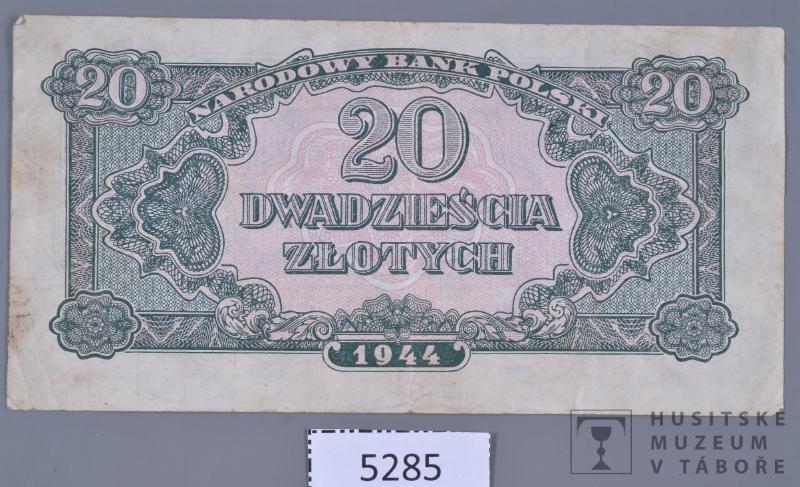 20
NARODOWY BANK POLSKI
20
20
DWADZIEŚCIA
ZŁOTYCH
1944
5285
HUSITSKÉ
MUZEUM
V TÁBOŘE